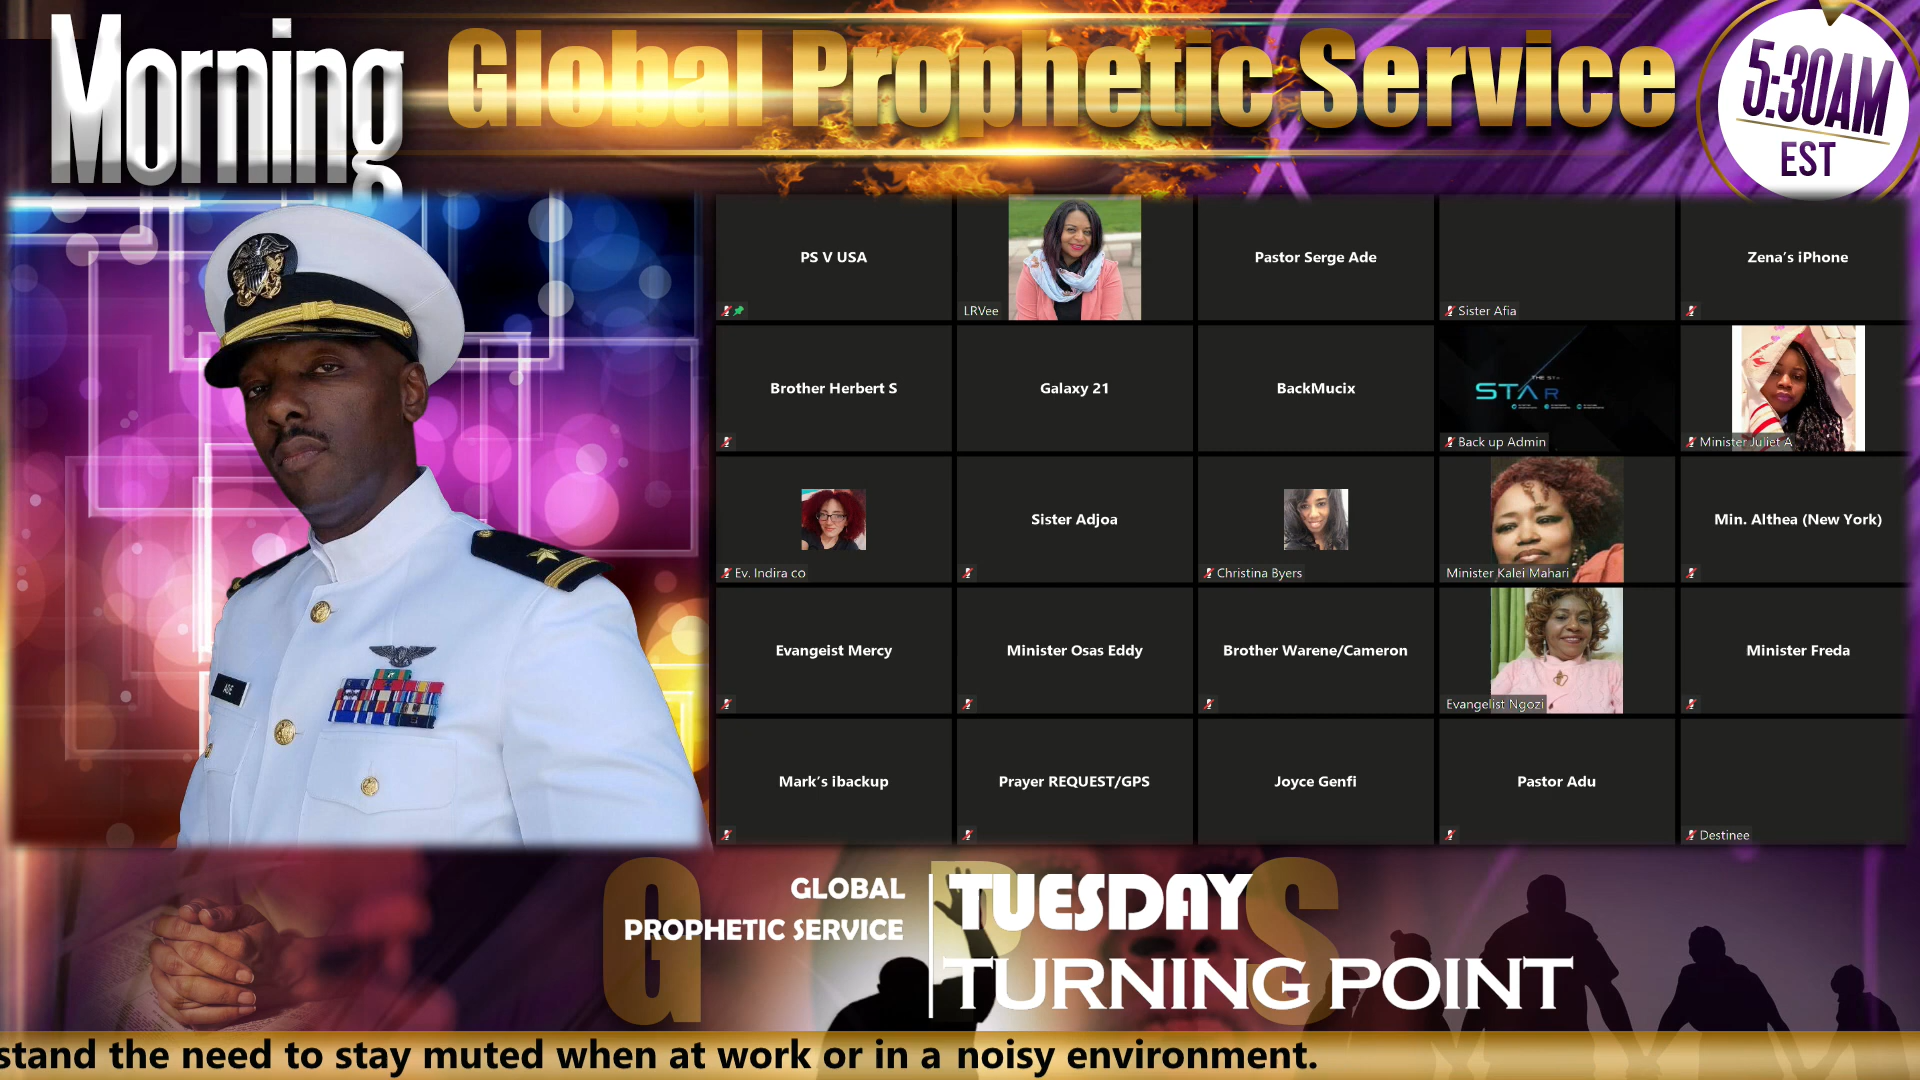 Morning
Global Prophetic Service
5:30AM
EST
PS V USA
LRVee
Pastor Serge Ade
Sister Afia
Zena's iPhone
Brother Herbert S
Galaxy 21
BackMucix
STAR
Back up Admin
Minister Juliet A
Ev. Indira co
Sister Adjoa
Christina Byers
Minister Kalei Mahari
Min. Althea (New York)
Evangeist Mercy
Minister Osas Eddy
Brother Warene/Cameron
Evangelist Ngozi
Minister Freda
Mark's ibackup
Prayer REQUEST/GPS
Joyce Genfi
Pastor Adu
Destinee
ADE
GPS
GLOBAL
PROPHETIC SERVICE
TUESDAY
TURNING POINT
stand the need to stay muted when at work or in a noisy environment.